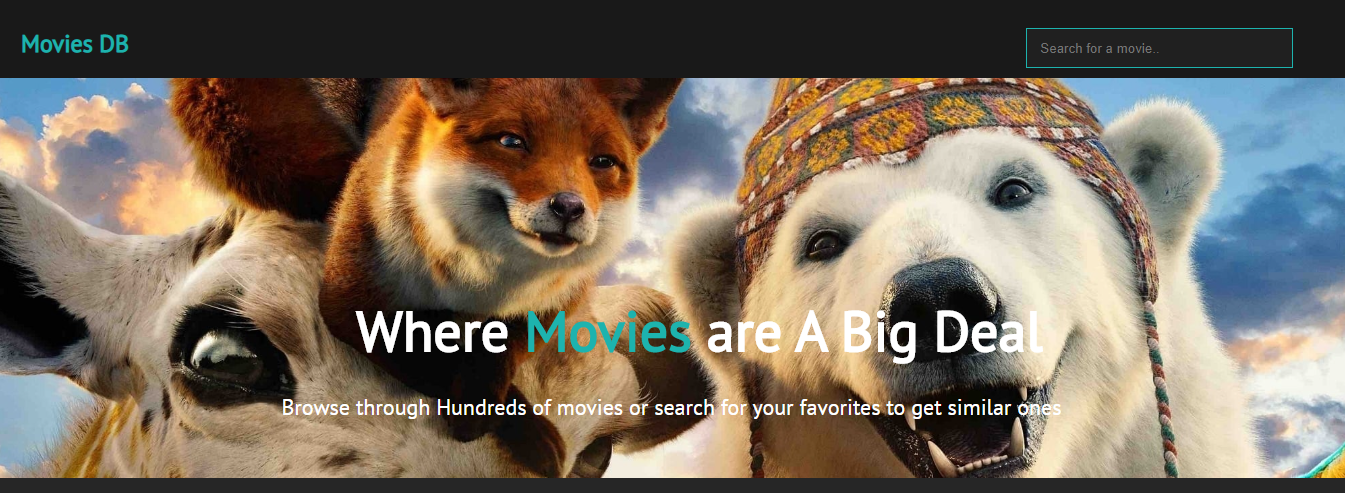 Movies DB
Search for a movie..
Where Movies are A Big Deal
Browse through Hundreds of movies or search for your favorites to get similar ones